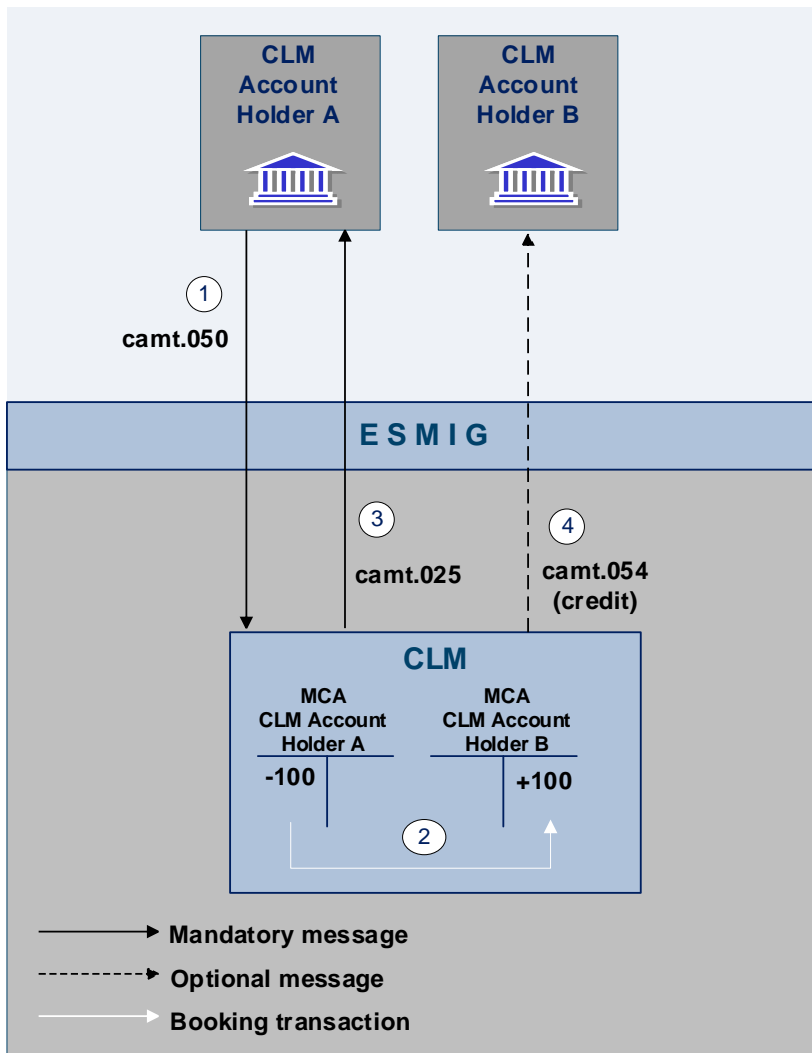 CLM
Account
Holder A
CLM
Account
Holder B
1
camt.050
E S M I G
3
camt.025
4
camt.054
(credit)
CLM
MCA
CLM Account
Holder A
MCA
CLM Account
Holder B
-100
+100
2
Mandatory message
Optional message
Booking transaction